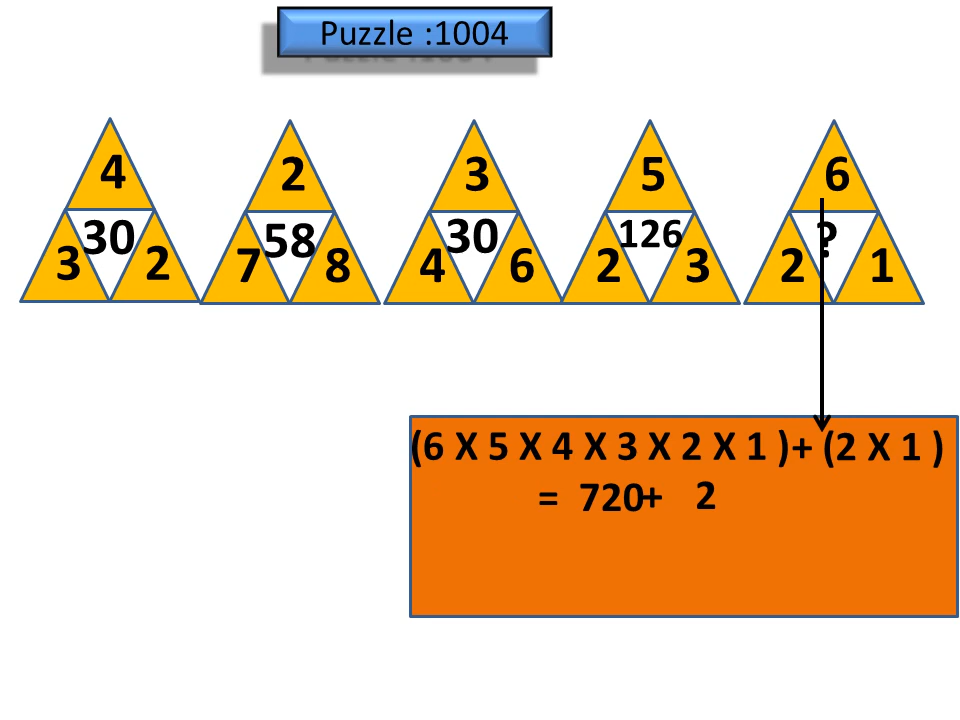 Puzzle :1004
4 2 3 5 6
30 58 30 126 ?
3 2 7 8 4 6 2 3 2 1
(6 X 5 X 4 X 3 X 2 X 1 )+ (2 X 1 )
= 720+ 2